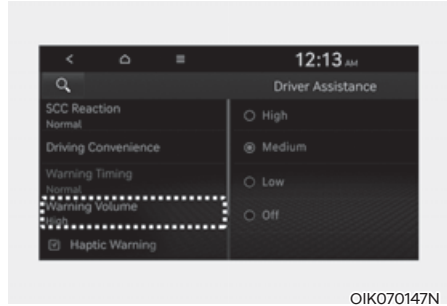 12:13 AM
Driver Assistance
SCC Reaction
Normal
Driving Convenience
Warning Timing
Normal
Warning Volume
High
Haptic Warning
High
Medium
Low
Off
OIK070147N